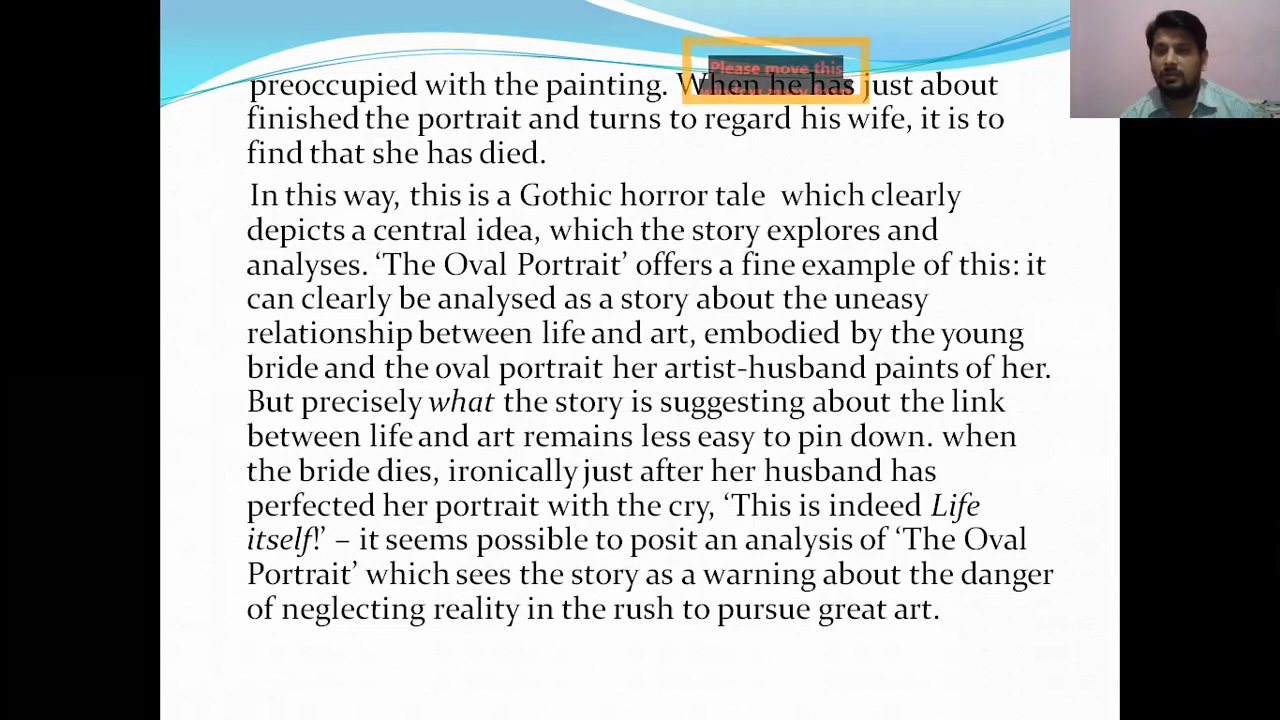 Please move this
preoccupied with the painting. When he has just about
finished the portrait and turns to regard his wife, it is to
find that she has died.
In this way, this is a Gothic horror tale which clearly
depicts a central idea, which the story explores and
analyses. ‘The Oval Portrait’ offers a fine example of this: it
can clearly be analysed as a story about the uneasy
relationship between life and art, embodied by the young
bride and the oval portrait her artist-husband paints of her.
But precisely what the story is suggesting about the link
between life and art remains less easy to pin down. when
the bride dies, ironically just after her husband has
perfected her portrait with the cry, ‘This is indeed Life
itself!’ – it seems possible to posit an analysis of ‘The Oval
Portrait’ which sees the story as a warning about the danger
of neglecting reality in the rush to pursue great art.